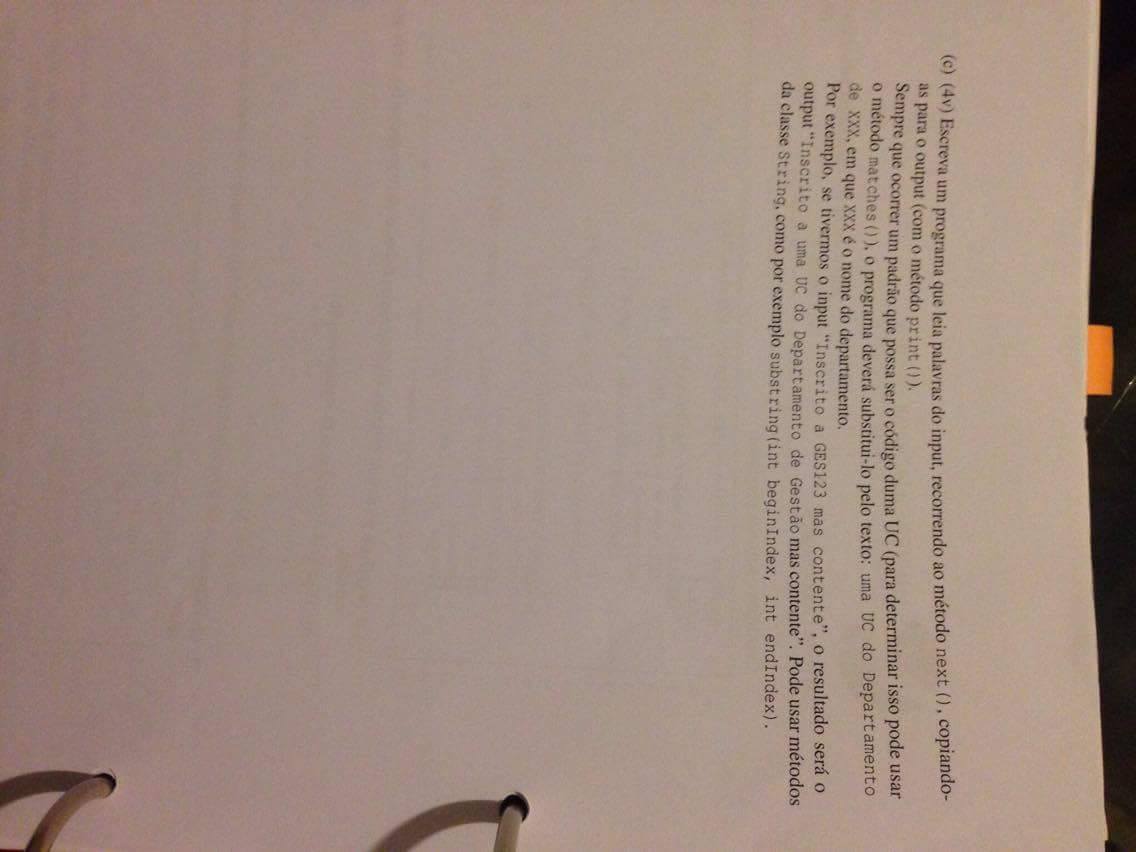 (c) (4v) Escreva um programa que leia palavras do input, recorrendo ao método next(), copiando-
as para o output (com o método print()).
Sempre que ocorrer um padrão que possa ser o código duma UC (para determinar isso pode usar
o método matches()), o programa deverá substitui-lo pelo texto: uma UC do Departamento
de XXX, em que XXX é o nome do departamento.
Por exemplo, se tivermos o input “Inscrito a GES123 mas contente”, o resultado será o
output “Inscrito a uma UC do Departamento de Gestão mas contente”. Pode usar métodos
da classe String, como por exemplo substring(int beginIndex, int endIndex).